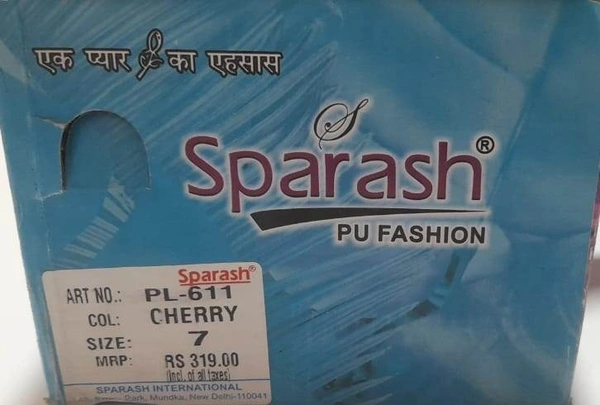 एक प्यार का एहसास
S
Sparash®
PU FASHION
Sparash®
ART NO.: PL-611
COL: CHERRY
SIZE: 7
MRP: RS 319.00
(Incl. of all taxes)
SPARASH INTERNATIONAL
Park, Mundka, New Delhi-110041